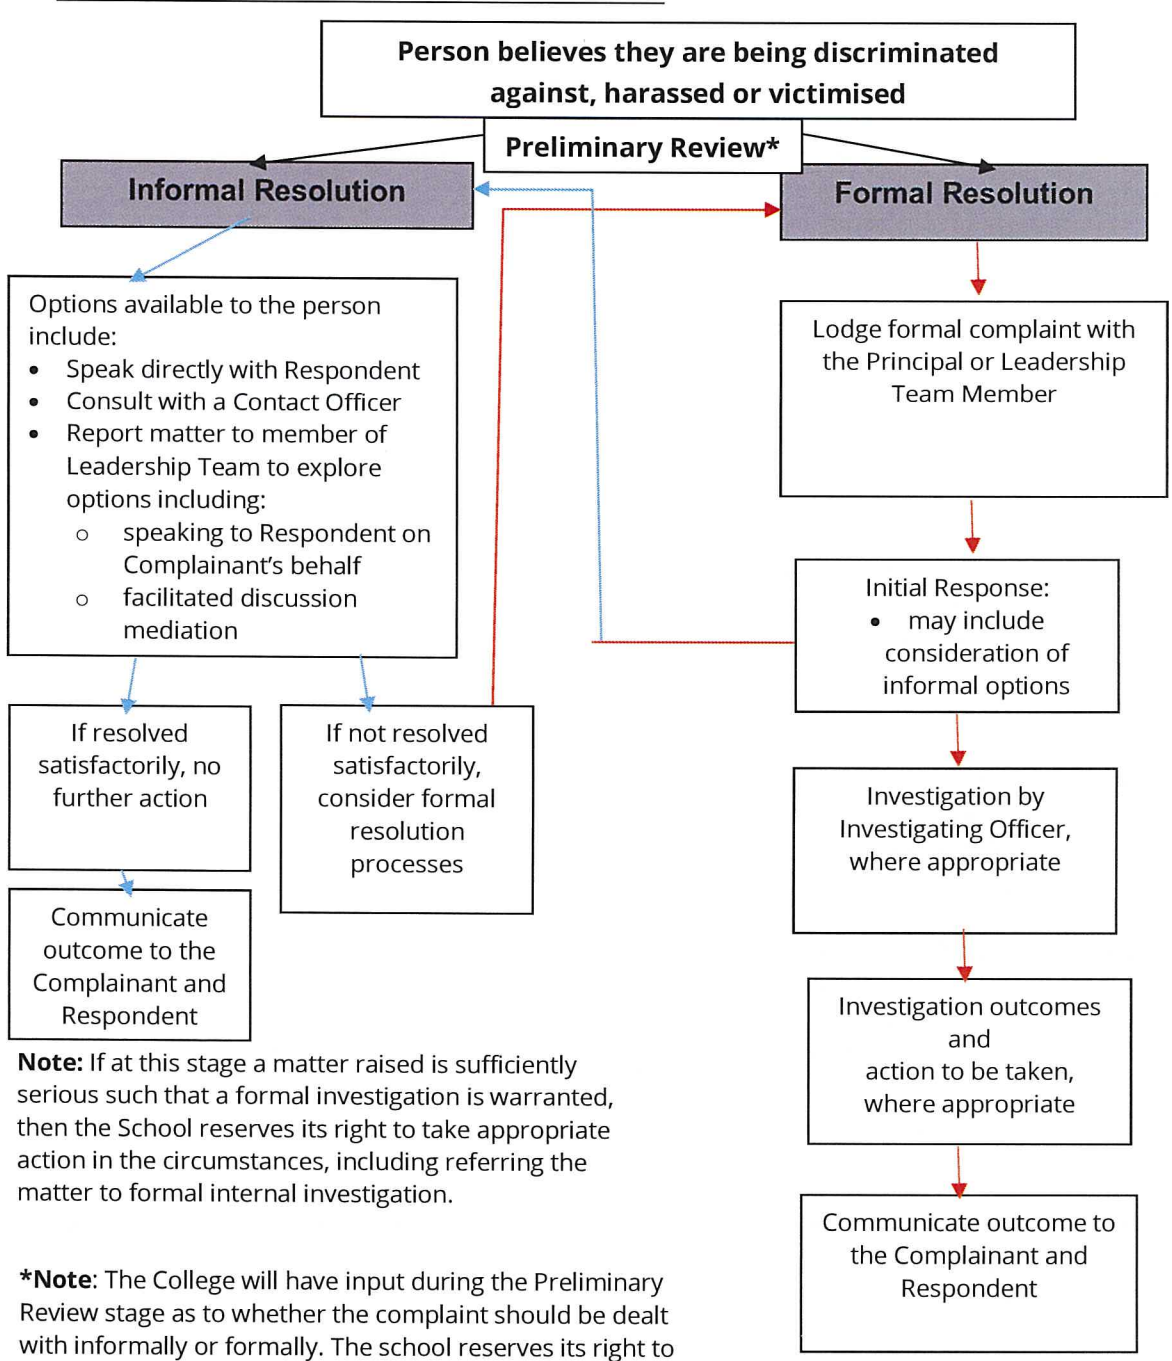 Person believes they are being discriminated
against, harassed or victimised
Preliminary Review*
Informal Resolution
Formal Resolution
Options available to the person
include:
• Speak directly with Respondent
• Consult with a Contact Officer
• Report matter to member of
Leadership Team to explore
options including:
o speaking to Respondent on
Complainant’s behalf
o facilitated discussion
mediation
If resolved
satisfactorily, no
further action
If not resolved
satisfactorily,
consider formal
resolution
processes
Communicate
outcome to the
Complainant and
Respondent
Lodge formal complaint with
the Principal or Leadership
Team Member
Initial Response:
• may include
consideration of
informal options
Investigation by
Investigating Officer,
where appropriate
Investigation outcomes
and
action to be taken,
where appropriate
Communicate outcome to
the Complainant and
Respondent
Note: If at this stage a matter raised is sufficiently
serious such that a formal investigation is warranted,
then the School reserves its right to take appropriate
action in the circumstances, including referring the
matter to formal internal investigation.
*Note: The College will have input during the Preliminary
Review stage as to whether the complaint should be dealt
with informally or formally. The school reserves its right to